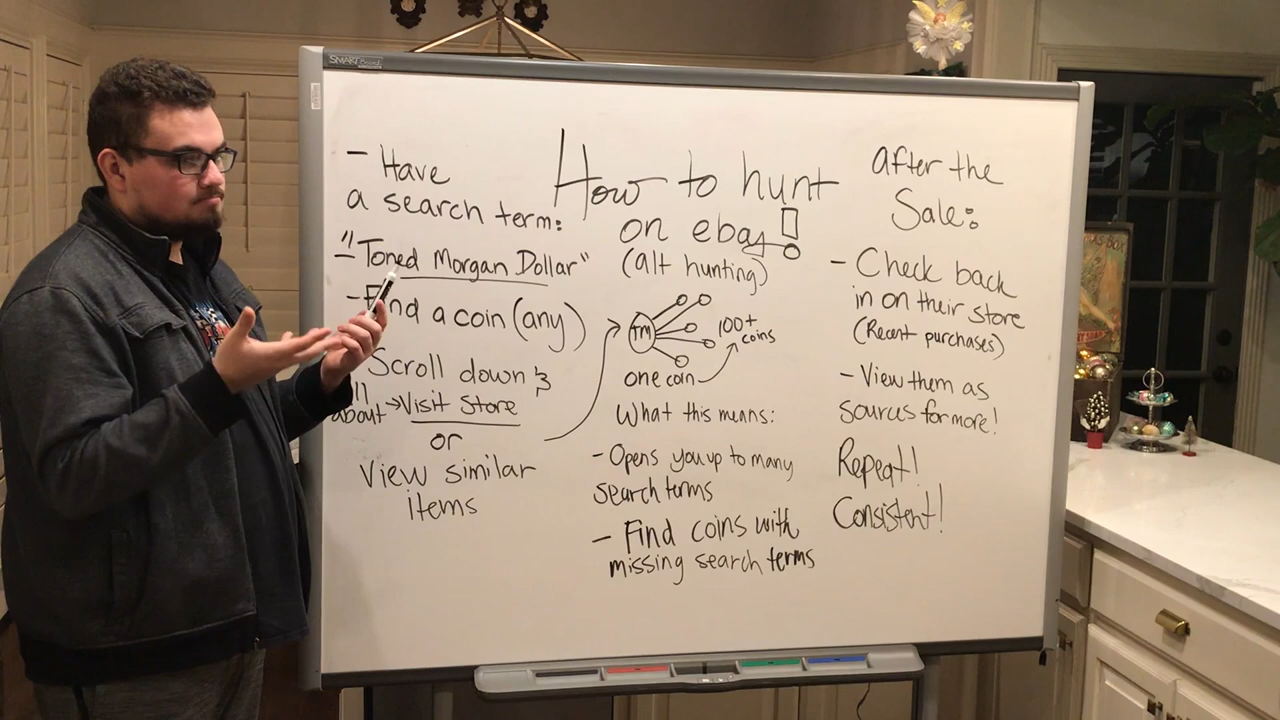 SMART Board
- Have
a search term:
- "Toned Morgan Dollar"
- Find a coin (any)
Scroll down &
about → Visit Store
or
View similar
items
How to hunt
on ebay!
(alt hunting)
TM
100+
coins
one coin
What this means:
- Opens you up to many
search terms
- Find coins with
missing search terms
After the
Sale:
- Check back
in on their store
(Recent purchases)
- View them as
sources for more!
Repeat!
Consistent!